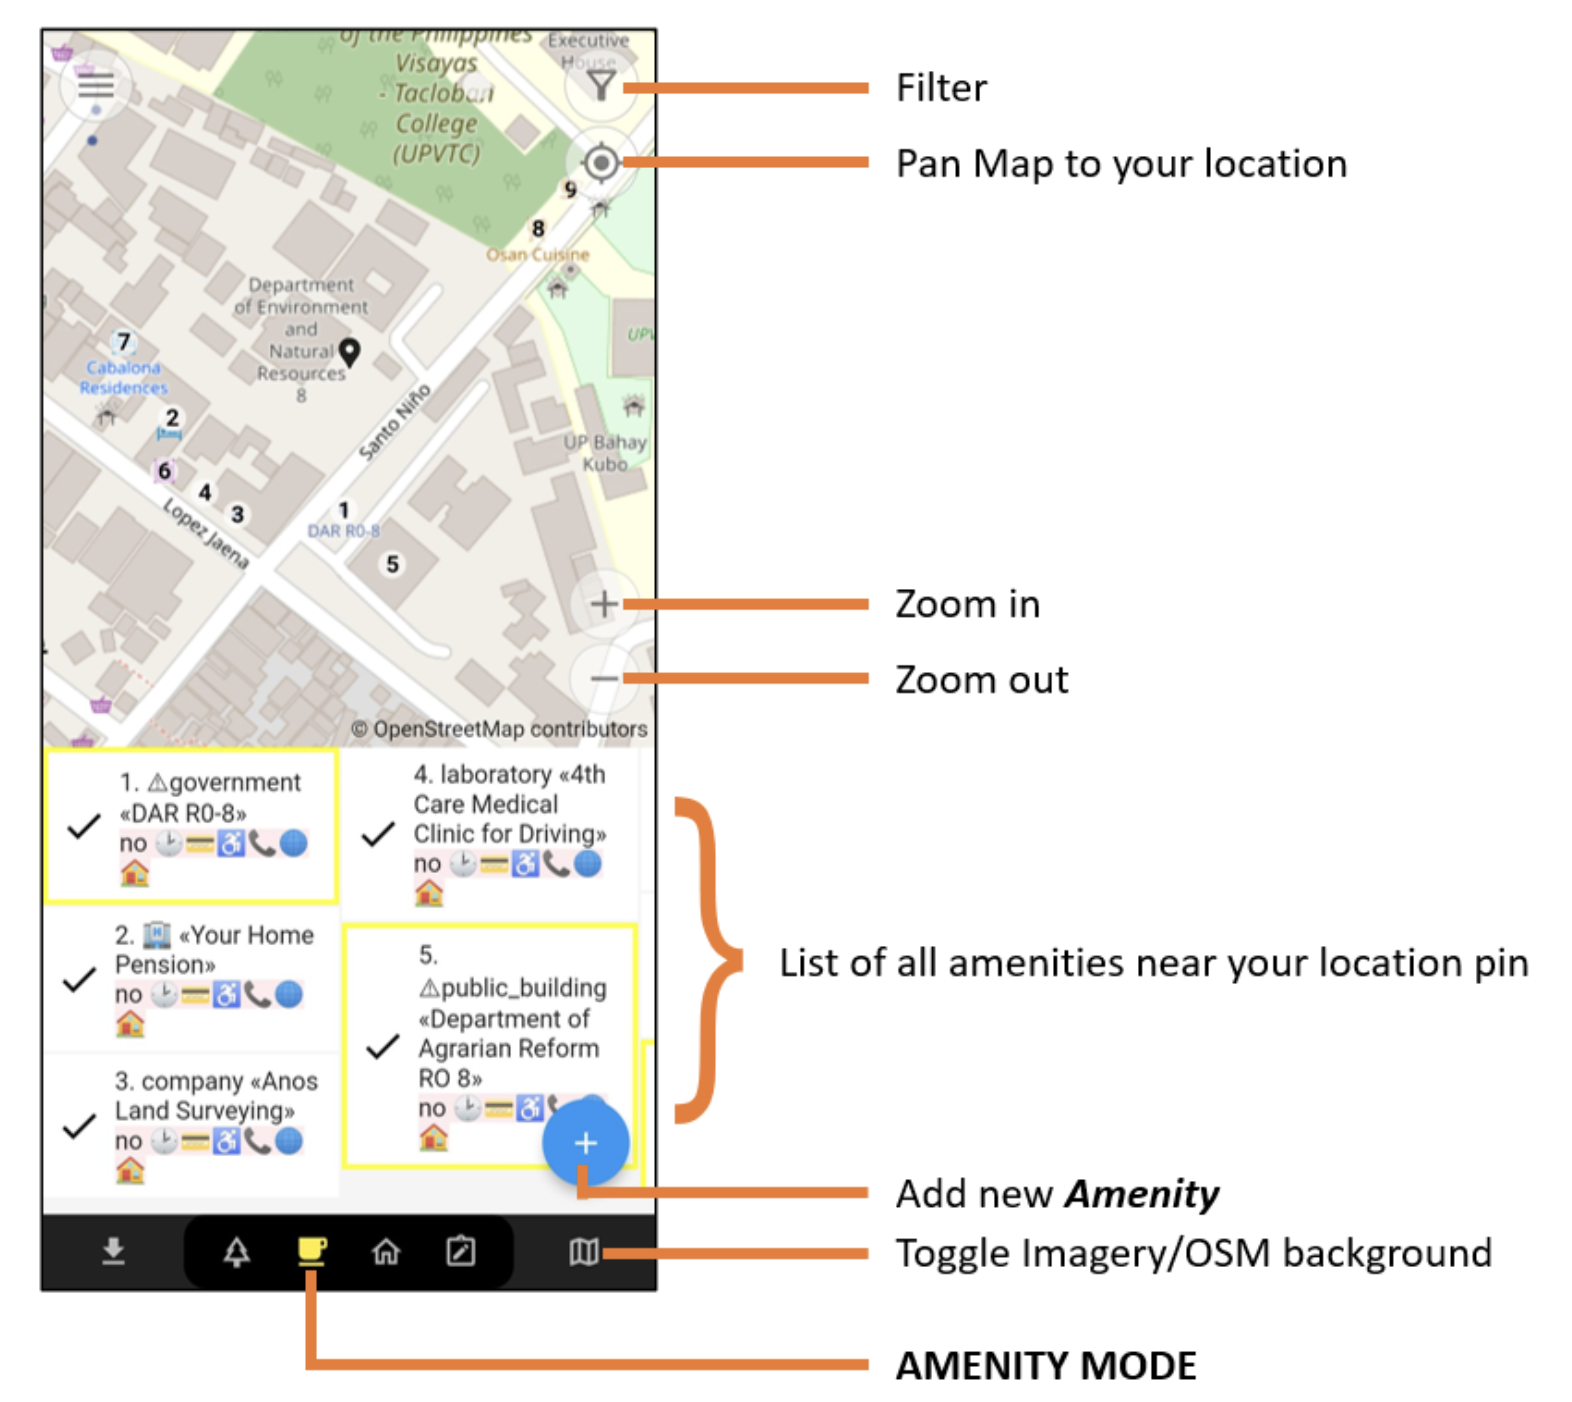 of the Philippines
Visayas
- Tacloban
College
(UPVTC)
Executive
House
Filter
Pan Map to your location
9
8
Osan Cuisine
Department
of Environment
and
Natural
Resources
8
7
Cabalona
Residences
2
6
4
3
Lopez Jaena
Santo Niño
1
DAR R0-8
5
UP Bahay
Kubo
Zoom in
Zoom out
© OpenStreetMap contributors
1. ⚠government
«DAR R0-8»
no
2. «Your Home
Pension»
no
3. company «Anos
Land Surveying»
no
4. laboratory «4th
Care Medical
Clinic for Driving»
no
5.
⚠public_building
«Department of
Agrarian Reform
RO 8»
no
List of all amenities near your location pin
Add new Amenity
Toggle Imagery/OSM background
AMENITY MODE